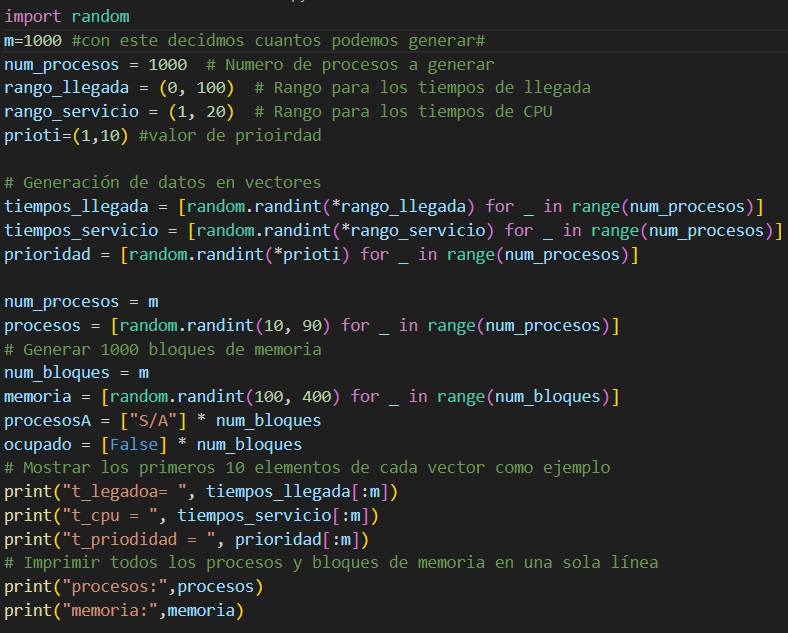 import random
m=1000 #con este decidmos cuantos podemos generar#
num_procesos = 1000  # Numero de procesos a generar
rango_llegada = (0, 100)  # Rango para los tiempos de llegada
rango_servicio = (1, 20)  # Rango para los tiempos de CPU
prioti=(1,10) #valor de prioirdad
# Generación de datos en vectores
tiempos_llegada = [random.randint(*rango_llegada) for _ in range(num_procesos)]
tiempos_servicio = [random.randint(*rango_servicio) for _ in range(num_procesos)]
prioridad = [random.randint(*prioti) for _ in range(num_procesos)]
num_procesos = m
procesos = [random.randint(10, 90) for _ in range(num_procesos)]
# Generar 1000 bloques de memoria
num_bloques = m
memoria = [random.randint(100, 400) for _ in range(num_bloques)]
procesosA = ["S/A"] * num_bloques
ocupado = [False] * num_bloques
# Mostrar los primeros 10 elementos de cada vector como ejemplo
print("t_legadoa= ", tiempos_llegada[:m])
print("t_cpu = ", tiempos_servicio[:m])
print("t_priodidad = ", prioridad[:m])
# Imprimir todos los procesos y bloques de memoria en una sola línea
print("procesos:",procesos)
print("memoria:",memoria)